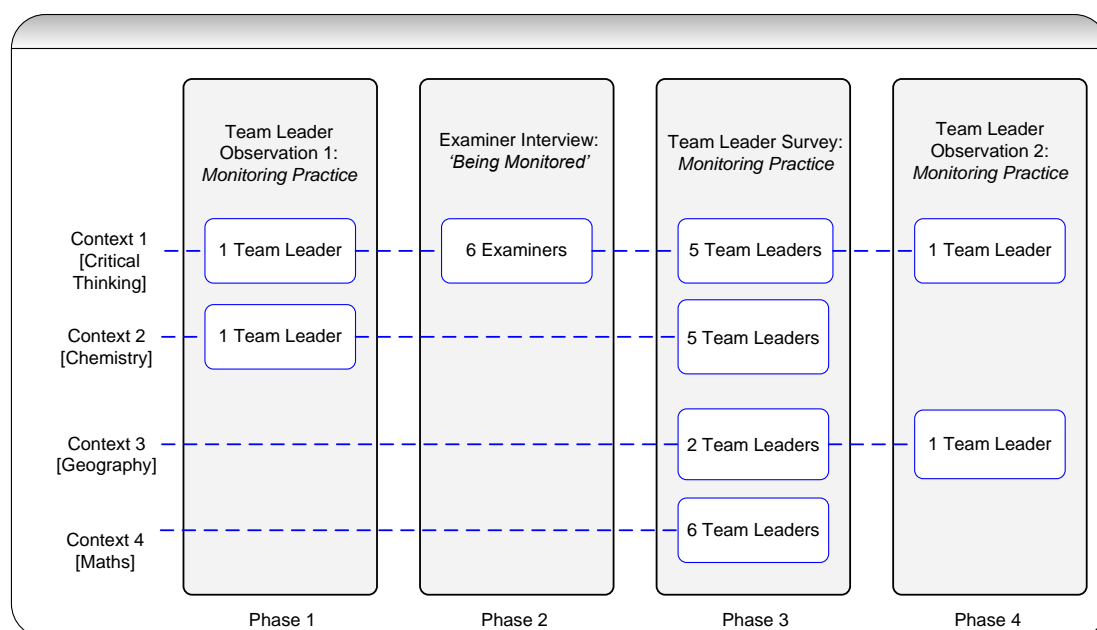 Team Leader
Observation 1:
Monitoring Practice
Examiner Interview:
‘Being Monitored’
Team Leader Survey:
Monitoring Practice
Team Leader
Observation 2:
Monitoring Practice
Context 1
[Critical
Thinking]
1 Team Leader
6 Examiners
5 Team Leaders
1 Team Leader
Context 2
[Chemistry]
1 Team Leader
5 Team Leaders
Context 3
[Geography]
2 Team Leaders
1 Team Leader
Context 4
[Maths]
6 Team Leaders
Phase 1
Phase 2
Phase 3
Phase 4